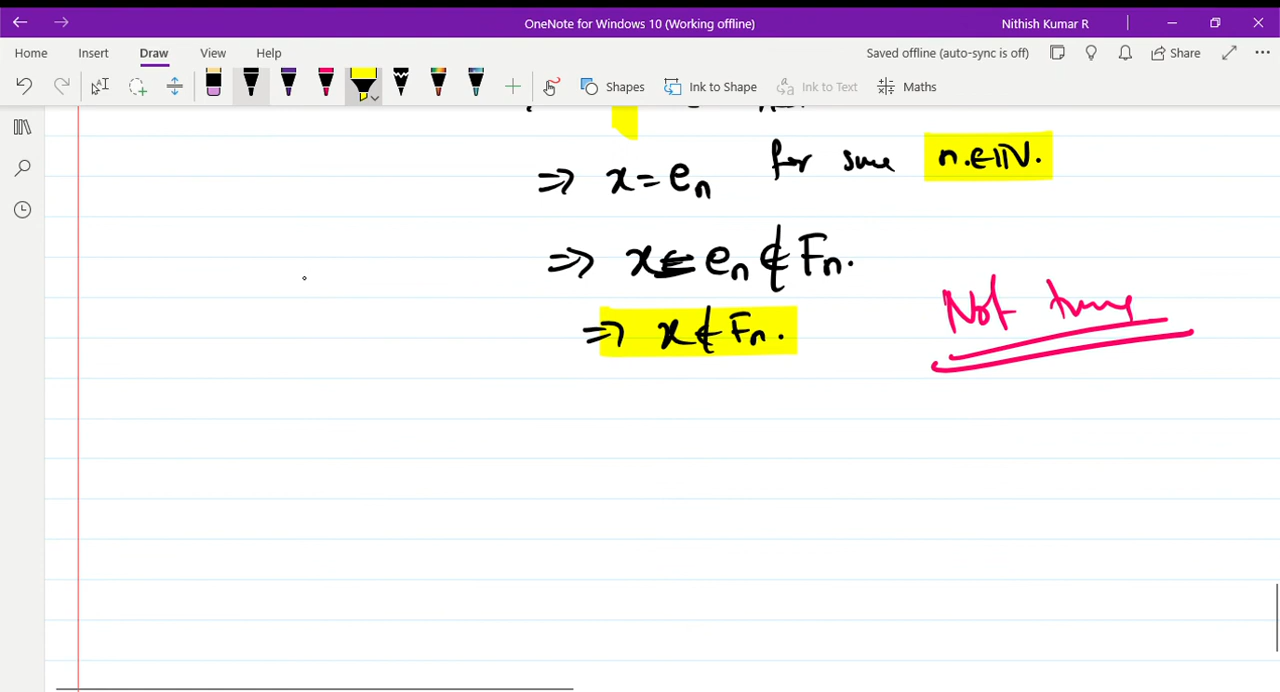 OneNote for Windows 10 (Working offline)
Nithish Kumar R
Home Insert Draw View Help
Saved offline (auto-sync is off)
Share
Shapes
Ink to Shape
Ink to Text
Maths
⇒ x = eₙ for some n ∈ ℕ.
⇒ x = eₙ ∉ Fₙ.
⇒ x ∉ Fₙ.
Not true